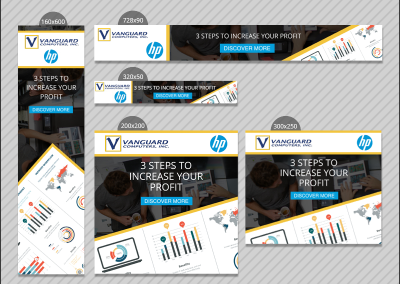 160x600
VANGUARD
COMPUTERS, INC.
hp
3 STEPS TO
INCREASE YOUR
PROFIT
DISCOVER MORE
728x90
VANGUARD
COMPUTERS, INC.
hp
3 STEPS TO INCREASE YOUR PROFIT
DISCOVER MORE
320x50
VANGUARD
COMPUTERS, INC.
hp
3 STEPS TO INCREASE YOUR PROFIT
DISCOVER MORE
200x200
VANGUARD
COMPUTERS, INC.
hp
3 STEPS TO
INCREASE YOUR
PROFIT
DISCOVER MORE
300x250
VANGUARD
COMPUTERS, INC.
hp
3 STEPS TO
INCREASE YOUR
PROFIT
DISCOVER MORE